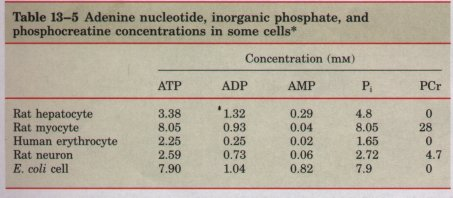 Table 13–5 Adenine nucleotide, inorganic phosphate, and
phosphocreatine concentrations in some cells*
Concentration (mM)
ATP ADP AMP Pi PCr
Rat hepatocyte 3.38 1.32 0.29 4.8 0
Rat myocyte 8.05 0.93 0.04 8.05 28
Human erythrocyte 2.25 0.25 0.02 1.65 0
Rat neuron 2.59 0.73 0.06 2.72 4.7
E. coli cell 7.90 1.04 0.82 7.9 0